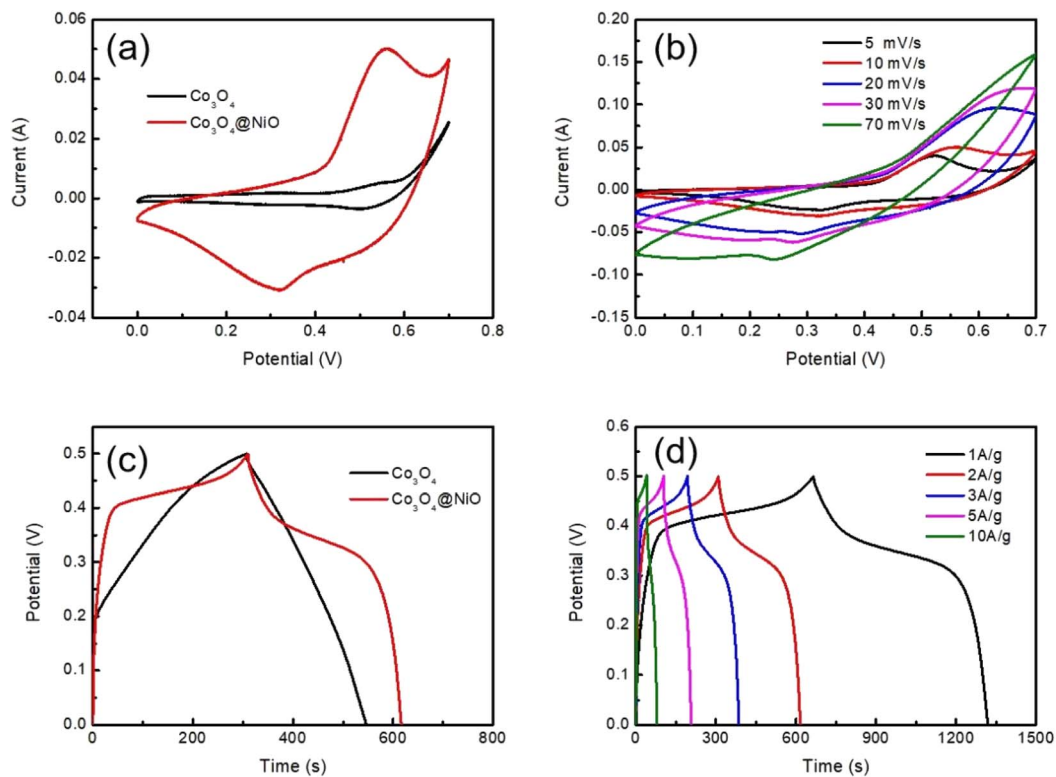 (a)
Co₃O₄
Co₃O₄@NiO
0.06
0.04
0.02
0.00
-0.02
-0.04
Current (A)
0.0 0.2 0.4 0.6 0.8
Potential (V)
(b)
5 mV/s
10 mV/s
20 mV/s
30 mV/s
70 mV/s
0.20
0.15
0.10
0.05
0.00
-0.05
-0.10
-0.15
Current (A)
0.0 0.1 0.2 0.3 0.4 0.5 0.6 0.7
Potential (V)
(c)
Co₃O₄
Co₃O₄@NiO
0.5
0.4
0.3
0.2
0.1
0.0
Potential (V)
0 200 400 600 800
Time (s)
(d)
1A/g
2A/g
3A/g
5A/g
10A/g
0.6
0.5
0.4
0.3
0.2
0.1
0.0
Potential (V)
0 300 600 900 1200 1500
Time (s)